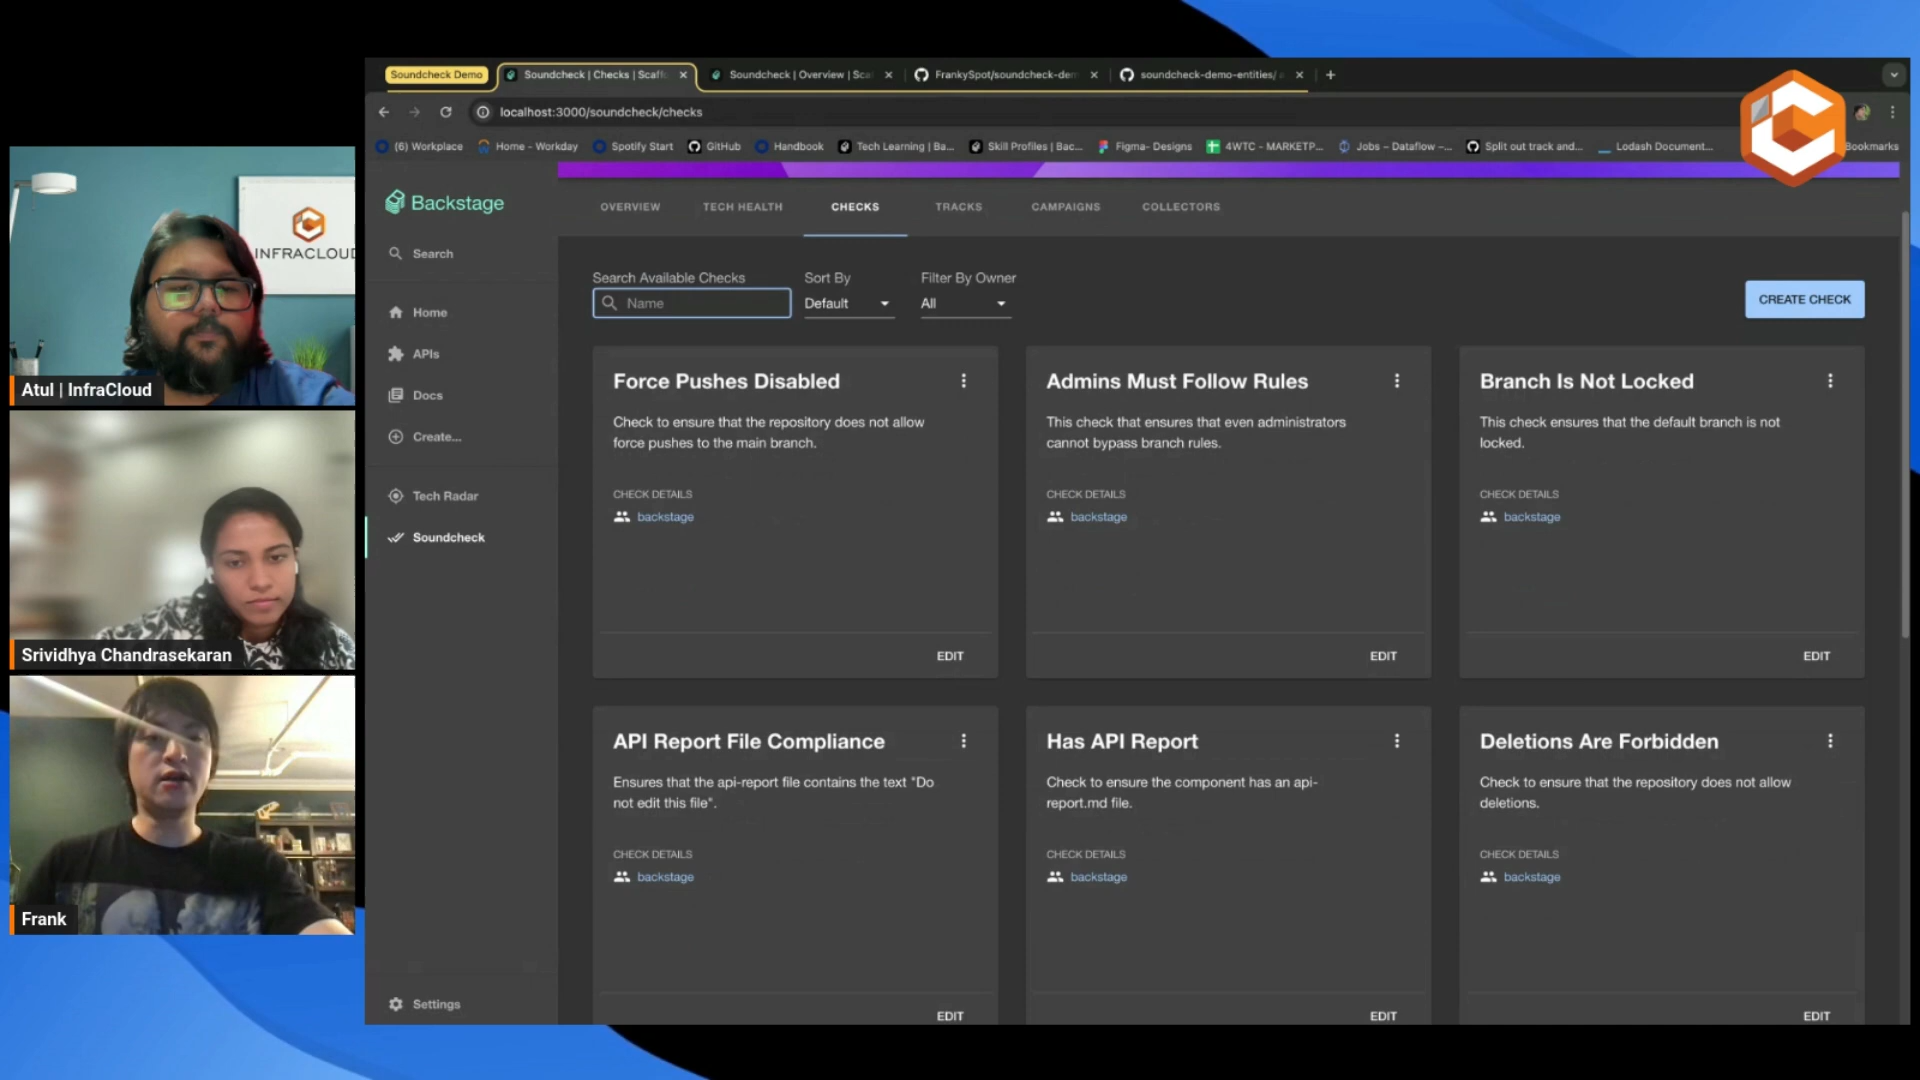 Soundcheck Demo
Soundcheck | Checks | Scaff
Soundcheck | Overview | Sca
FrankySpot/soundcheck-dem
soundcheck-demo-entities/
localhost:3000/soundcheck/checks
(6) Workplace
Home - Workday
Spotify Start
GitHub
Handbook
Tech Learning | Ba...
Skill Profiles | Bac...
Figma- Designs
4WTC - MARKETP...
Jobs – Dataflow –...
Split out track and...
Lodash Document...
Bookmarks
INFRACLOUD
Atul | InfraCloud
Srividhya Chandrasekaran
Frank
Backstage
Search
Home
APIs
Docs
Create...
Tech Radar
Soundcheck
Settings
OVERVIEW
TECH HEALTH
CHECKS
TRACKS
CAMPAIGNS
COLLECTORS
Search Available Checks
Name
Sort By
Default
Filter By Owner
All
CREATE CHECK
Force Pushes Disabled
Check to ensure that the repository does not allow
force pushes to the main branch.
CHECK DETAILS
backstage
EDIT
Admins Must Follow Rules
This check that ensures that even administrators
cannot bypass branch rules.
CHECK DETAILS
backstage
EDIT
Branch Is Not Locked
This check ensures that the default branch is not
locked.
CHECK DETAILS
backstage
EDIT
API Report File Compliance
Ensures that the api-report file contains the text "Do
not edit this file".
CHECK DETAILS
backstage
EDIT
Has API Report
Check to ensure the component has an api-
report.md file.
CHECK DETAILS
backstage
EDIT
Deletions Are Forbidden
Check to ensure that the repository does not allow
deletions.
CHECK DETAILS
backstage
EDIT